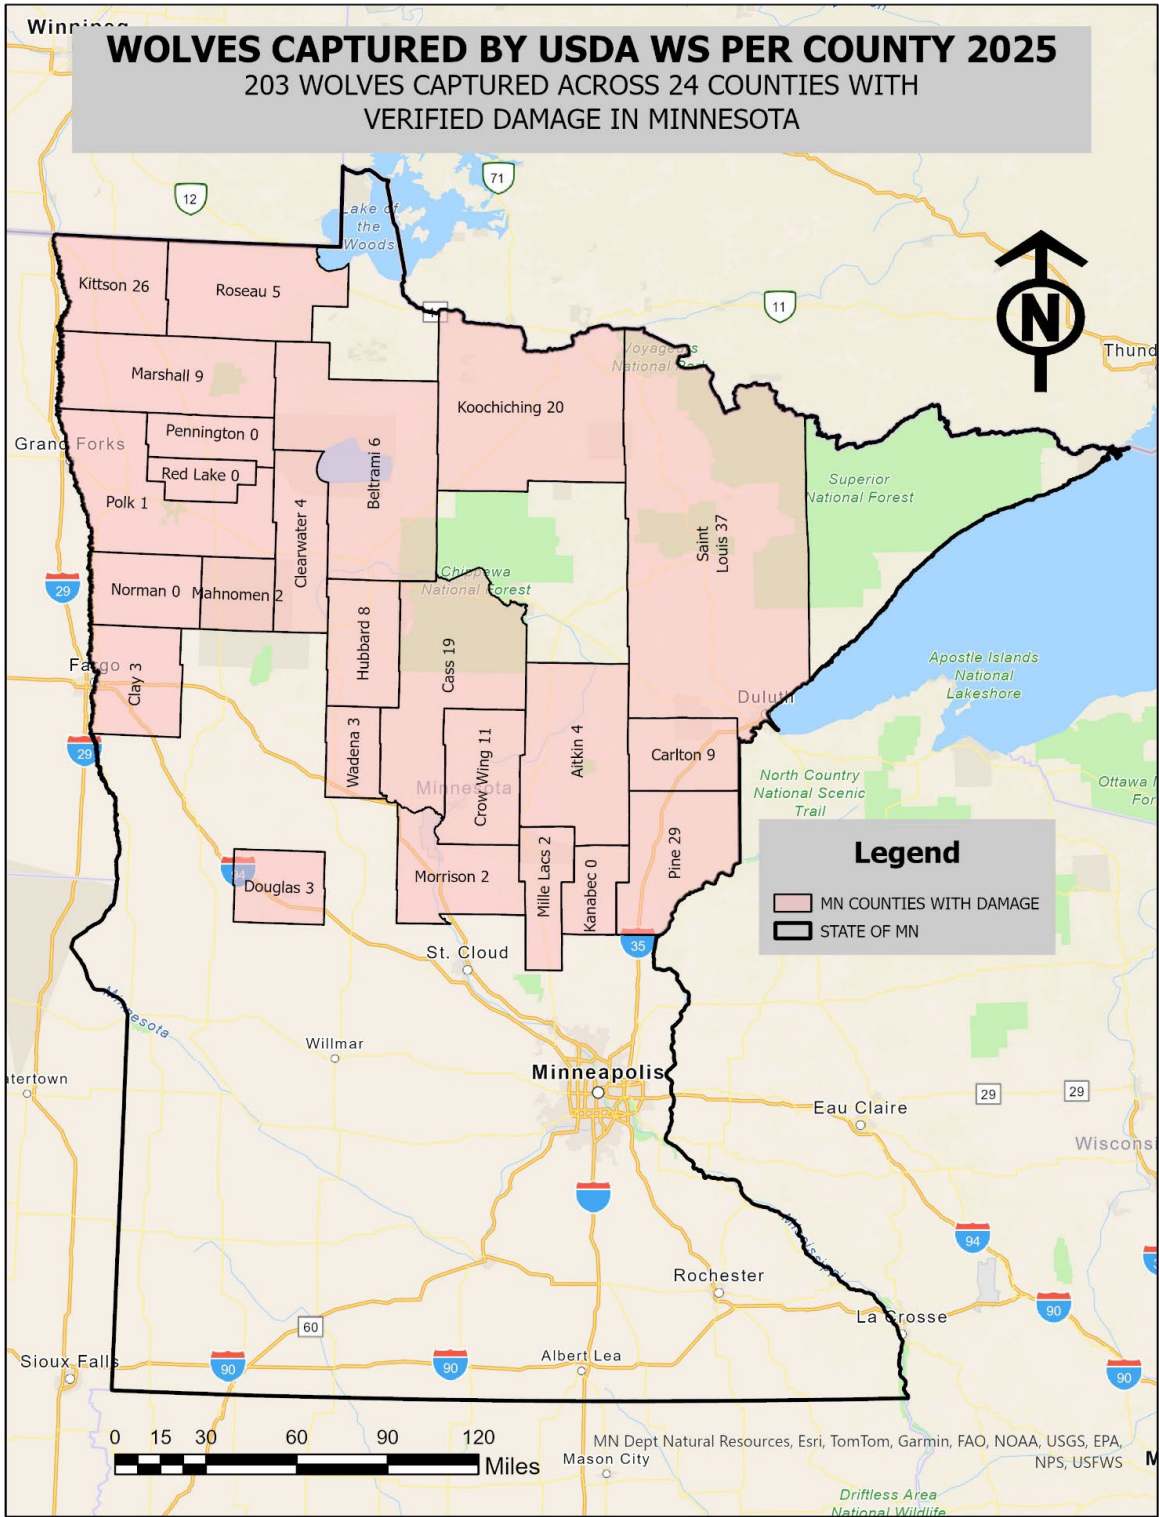 Winnipeg
WOLVES CAPTURED BY USDA WS PER COUNTY 2025
203 WOLVES CAPTURED ACROSS 24 COUNTIES WITH
VERIFIED DAMAGE IN MINNESOTA
12
71
Lake of
the
Woods
N
11
Kittson 26
Roseau 5
Voyageurs
National Park
Thund
Marshall 9
Koochiching 20
Pennington 0
Grand Forks
Red Lake 0
Polk 1
Beltrami 6
Clearwater 4
Superior
National Forest
Saint
Louis 37
Chippewa
National Forest
29
Norman 0
Mahnomen 2
Hubbard 8
Cass 19
Fargo
Clay 3
Apostle Islands
National
Lakeshore
Duluth
29
Wadena 3
Crow Wing 11
Aitkin 4
Carlton 9
Minnesota
North Country
National Scenic
Trail
Ottawa
For
94
Douglas 3
Morrison 2
Mille Lacs 2
Kanabec 0
Pine 29
Legend
MN COUNTIES WITH DAMAGE
STATE OF MN
35
St. Cloud
Minnesota
Willmar
Minneapolis
atertown
29
29
Eau Claire
Wisconsi
Mississippi
94
Rochester
90
La Crosse
60
Sioux Falls
90
90
Albert Lea
90
0 15 30 60 90 120
Miles
Mason City
MN Dept Natural Resources, Esri, TomTom, Garmin, FAO, NOAA, USGS, EPA,
NPS, USFWS
M
Driftless Area
National Wildlife